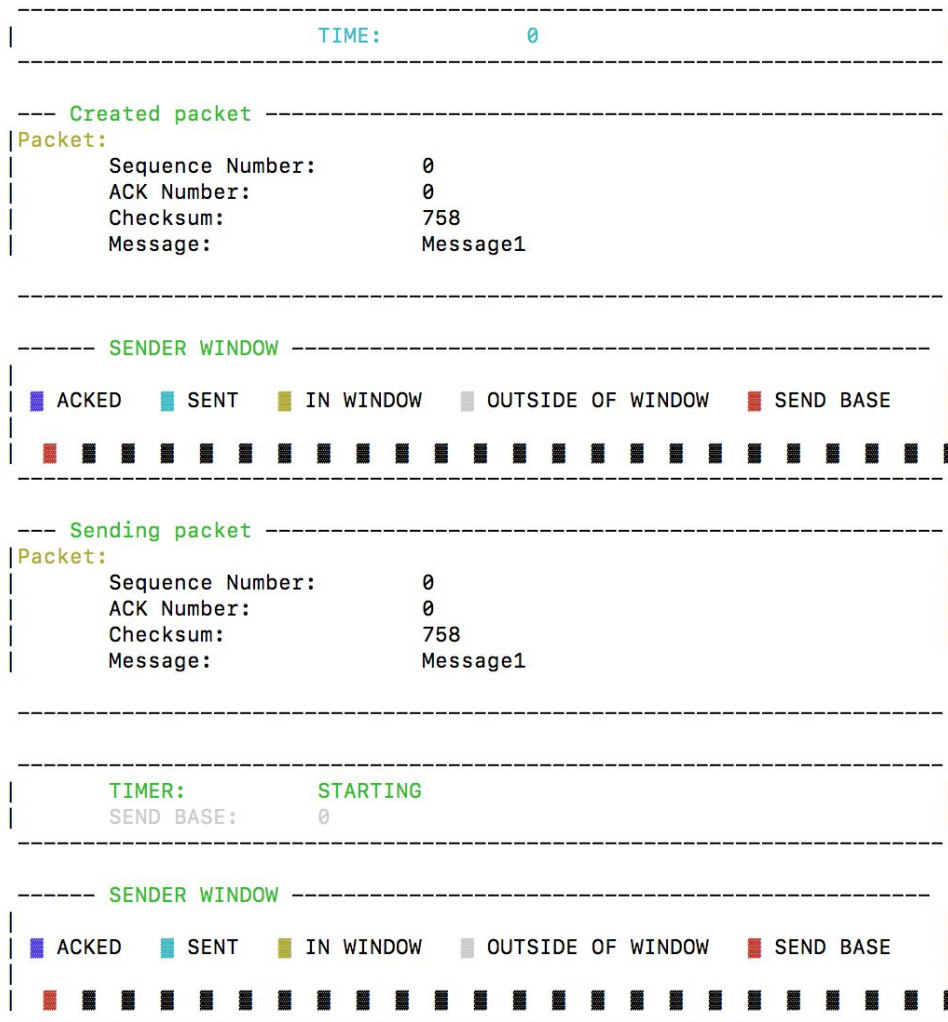 TIME: 0
--- Created packet ---
Packet:
Sequence Number: 0
ACK Number: 0
Checksum: 758
Message: Message1
------ SENDER WINDOW ------
ACKED SENT IN WINDOW OUTSIDE OF WINDOW SEND BASE
--- Sending packet ---
Packet:
Sequence Number: 0
ACK Number: 0
Checksum: 758
Message: Message1
TIMER: STARTING
SEND BASE: 0
------ SENDER WINDOW ------
ACKED SENT IN WINDOW OUTSIDE OF WINDOW SEND BASE